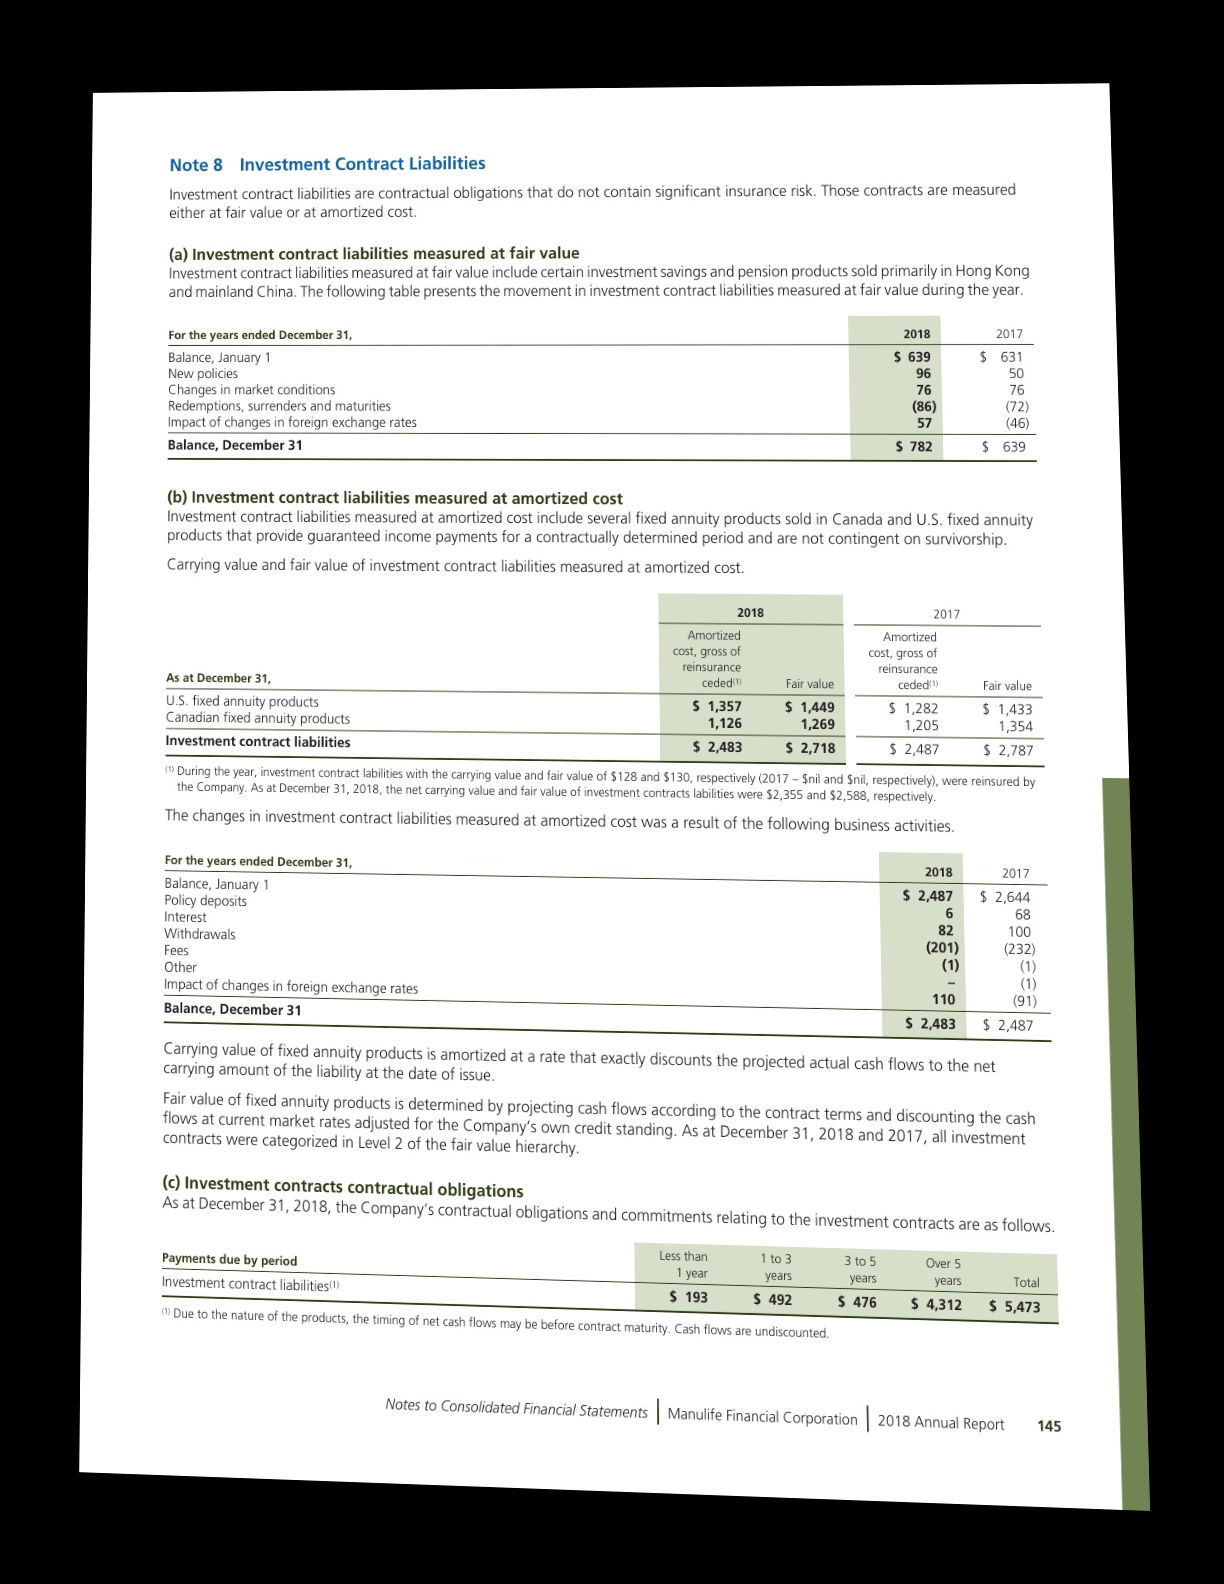 Note 8 Investment Contract Liabilities
Investment contract liabilities are contractual obligations that do not contain significant insurance risk. Those contracts are measured
either at fair value or at amortized cost.
(a) Investment contract liabilities measured at fair value
Investment contract liabilities measured at fair value include certain investment savings and pension products sold primarily in Hong Kong
and mainland China. The following table presents the movement in investment contract liabilities measured at fair value during the year.
For the years ended December 31, 2018 2017
Balance, January 1 $ 639 $ 631
New policies 96 50
Changes in market conditions 76 76
Redemptions, surrenders and maturities (86) (72)
Impact of changes in foreign exchange rates 57 (46)
Balance, December 31 $ 782 $ 639
(b) Investment contract liabilities measured at amortized cost
Investment contract liabilities measured at amortized cost include several fixed annuity products sold in Canada and U.S. fixed annuity
products that provide guaranteed income payments for a contractually determined period and are not contingent on survivorship.
Carrying value and fair value of investment contract liabilities measured at amortized cost.
2018 2017
Amortized Amortized
cost, gross of cost, gross of
reinsurance reinsurance
As at December 31, ceded(1) Fair value ceded(1) Fair value
U.S. fixed annuity products $ 1,357 $ 1,449 $ 1,282 $ 1,433
Canadian fixed annuity products 1,126 1,269 1,205 1,354
Investment contract liabilities $ 2,483 $ 2,718 $ 2,487 $ 2,787
(1) During the year, investment contract labilities with the carrying value and fair value of $128 and $130, respectively (2017 – $nil and $nil, respectively), were reinsured by
the Company. As at December 31, 2018, the net carrying value and fair value of investment contracts labilities were $2,355 and $2,588, respectively.
The changes in investment contract liabilities measured at amortized cost was a result of the following business activities.
For the years ended December 31, 2018 2017
Balance, January 1 $ 2,487 $ 2,644
Policy deposits 6 68
Interest 82 100
Withdrawals (201) (232)
Fees (1) (1)
Other – (1)
Impact of changes in foreign exchange rates 110 (91)
Balance, December 31 $ 2,483 $ 2,487
Carrying value of fixed annuity products is amortized at a rate that exactly discounts the projected actual cash flows to the net
carrying amount of the liability at the date of issue.
Fair value of fixed annuity products is determined by projecting cash flows according to the contract terms and discounting the cash
flows at current market rates adjusted for the Company's own credit standing. As at December 31, 2018 and 2017, all investment
contracts were categorized in Level 2 of the fair value hierarchy.
(c) Investment contracts contractual obligations
As at December 31, 2018, the Company's contractual obligations and commitments relating to the investment contracts are as follows.
Less than 1 to 3 3 to 5 Over 5
Payments due by period 1 year years years years Total
Investment contract liabilities(1) $ 193 $ 492 $ 476 $ 4,312 $ 5,473
(1) Due to the nature of the products, the timing of net cash flows may be before contract maturity. Cash flows are undiscounted.
Notes to Consolidated Financial Statements Manulife Financial Corporation 2018 Annual Report 145